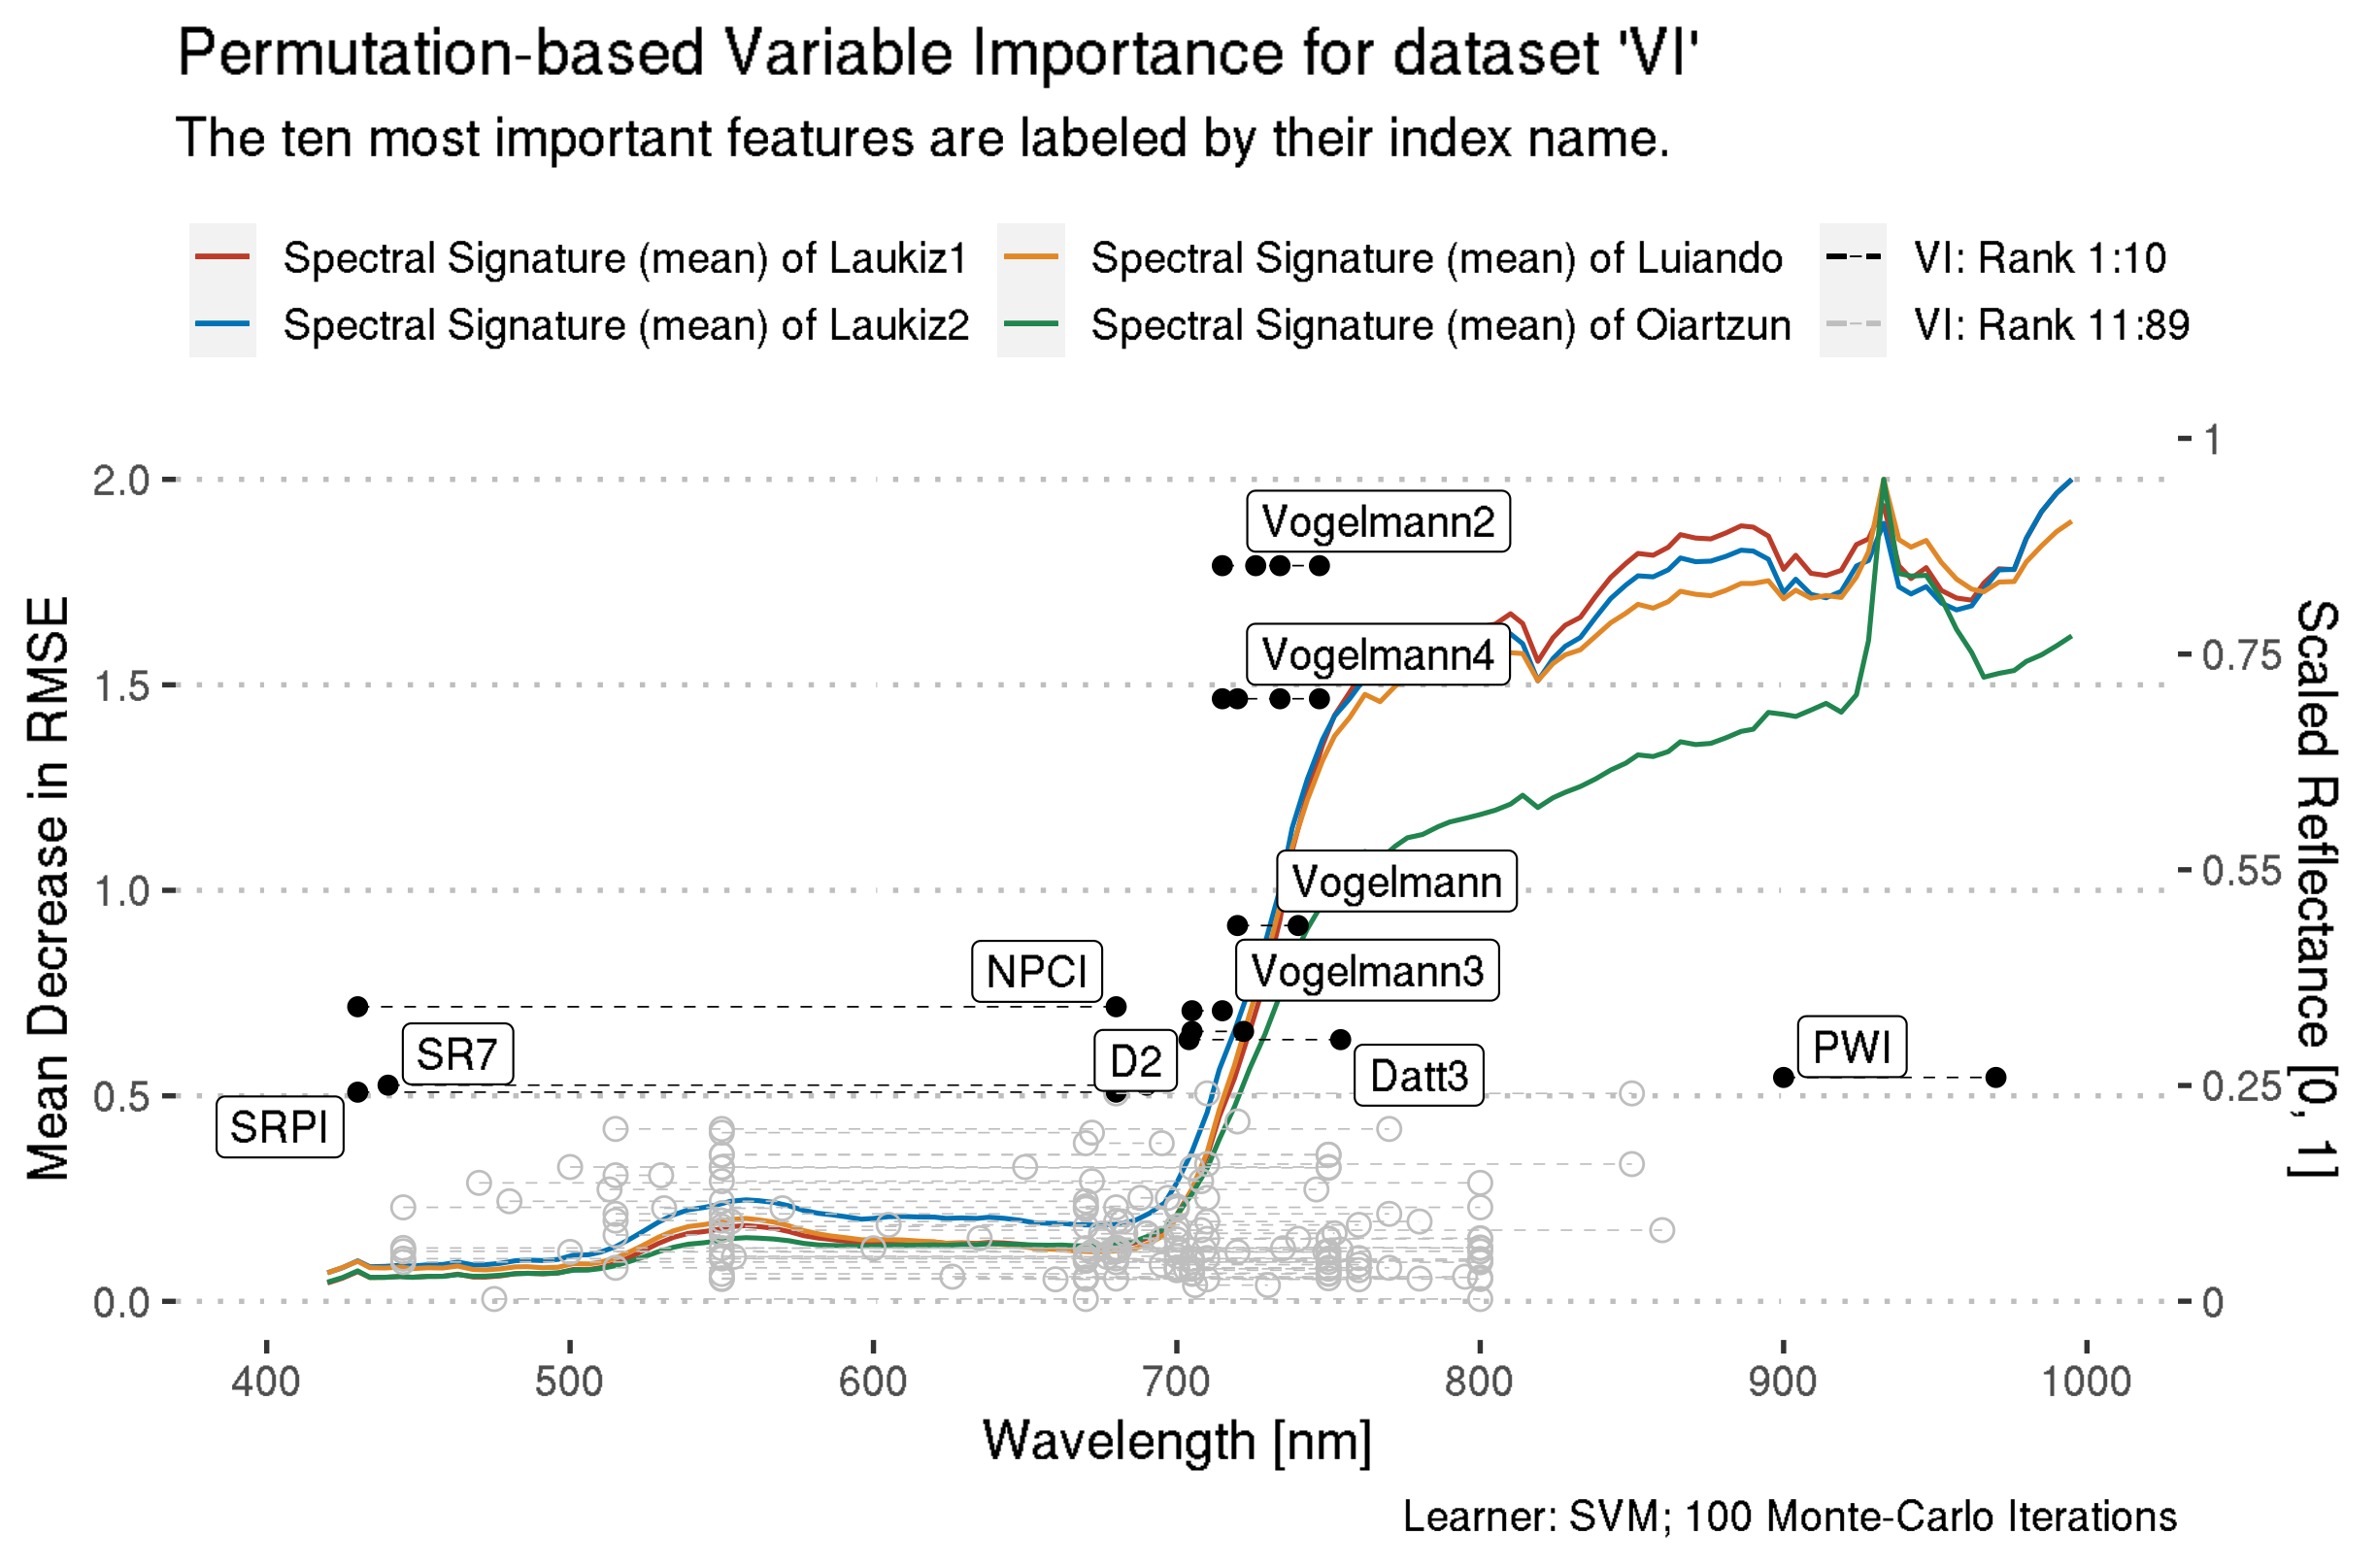 Permutation-based Variable Importance for dataset 'VI'
The ten most important features are labeled by their index name.
Spectral Signature (mean) of Laukiz1
Spectral Signature (mean) of Luiando
VI: Rank 1:10
Spectral Signature (mean) of Laukiz2
Spectral Signature (mean) of Oiartzun
VI: Rank 11:89
Mean Decrease in RMSE
2.0
1.5
1.0
0.5
0.0
Vogelmann2
Vogelmann4
Vogelmann
NPCI
Vogelmann3
SR7
D2
Datt3
PWI
SRPI
1
0.75
0.55
0.25
0
Scaled Reflectance [0, 1]
400
500
600
700
800
900
1000
Wavelength [nm]
Learner: SVM; 100 Monte-Carlo Iterations